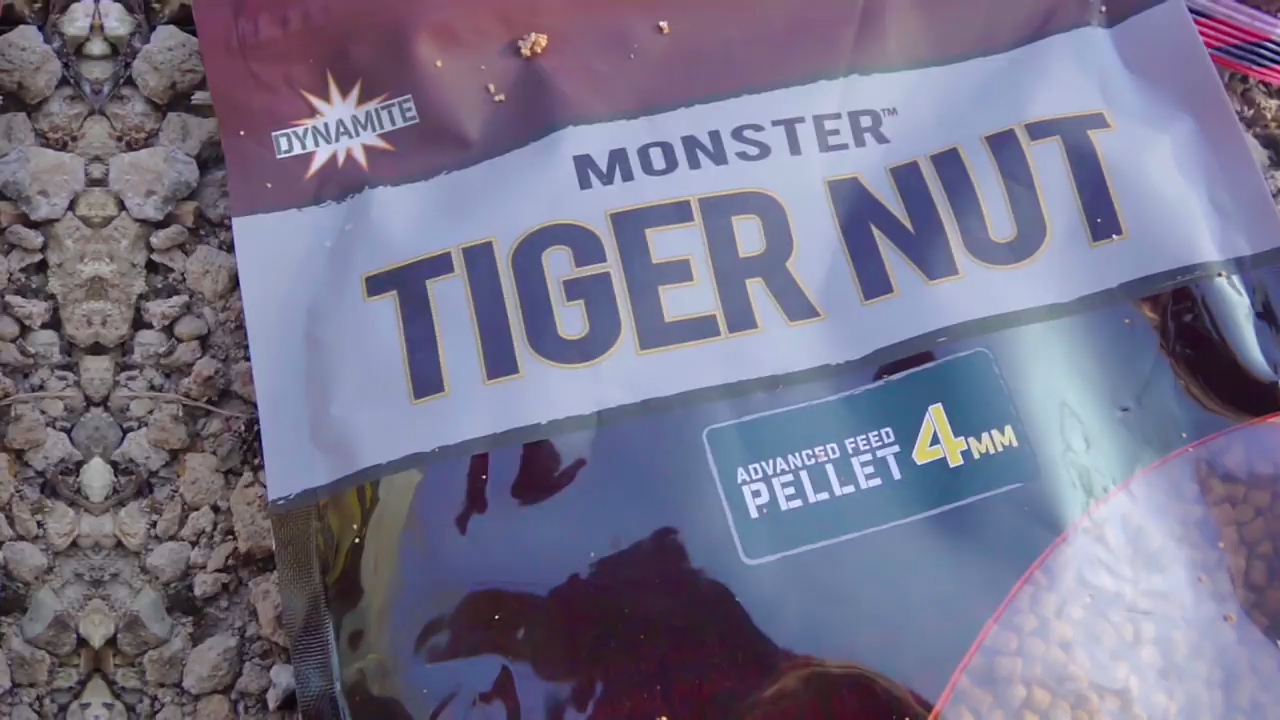 DYNAMITE
MONSTER™
TIGER NUT
ADVANCED FEED
PELLET 4MM